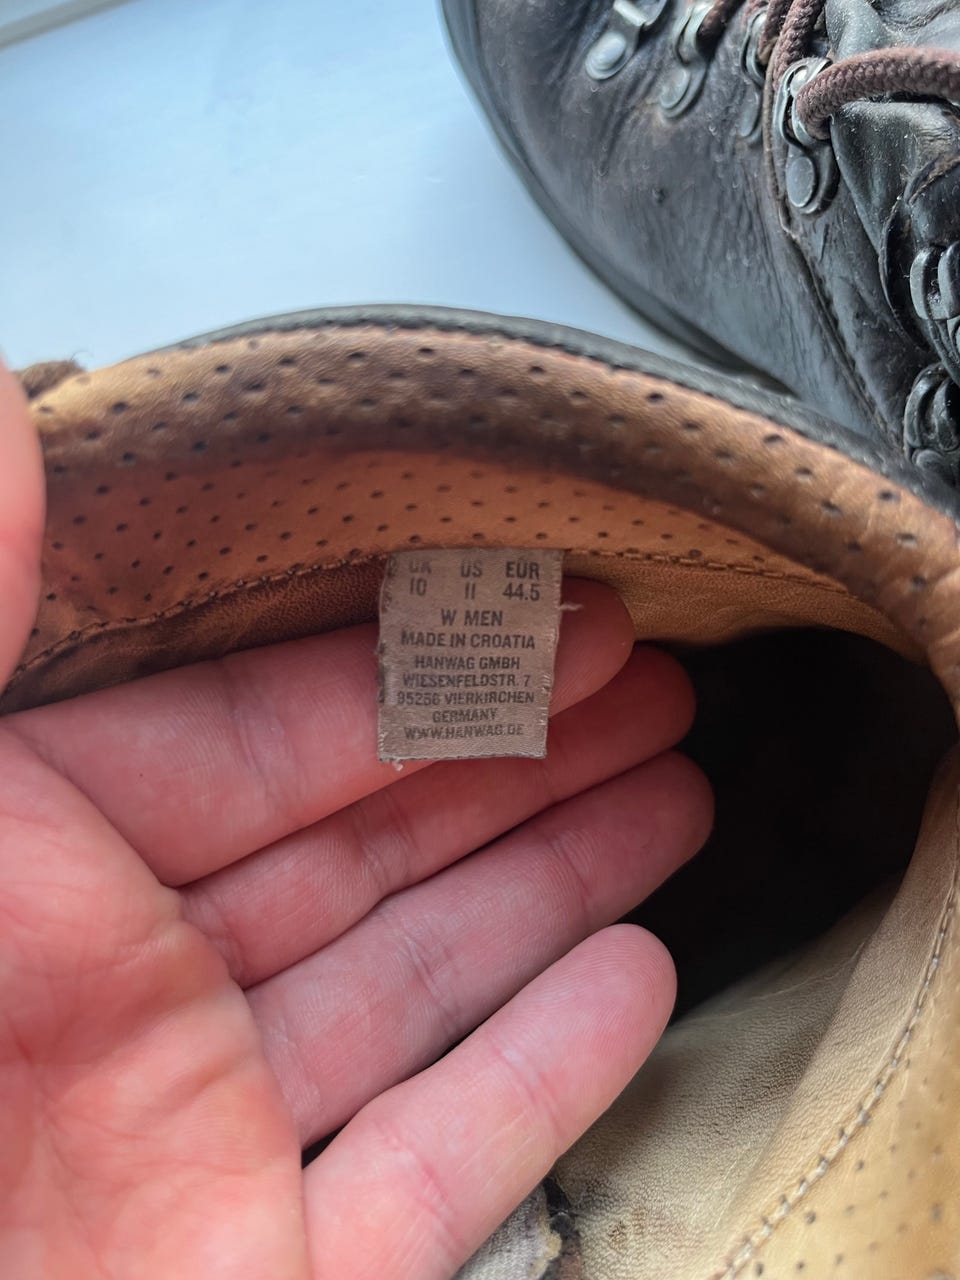 UK US EUR
10 11 44.5
W MEN
MADE IN CROATIA
HANWAG GMBH
WIESENFELDSTR. 7
85256 VIERKIRCHEN
GERMANY
WWW.HANWAG.DE